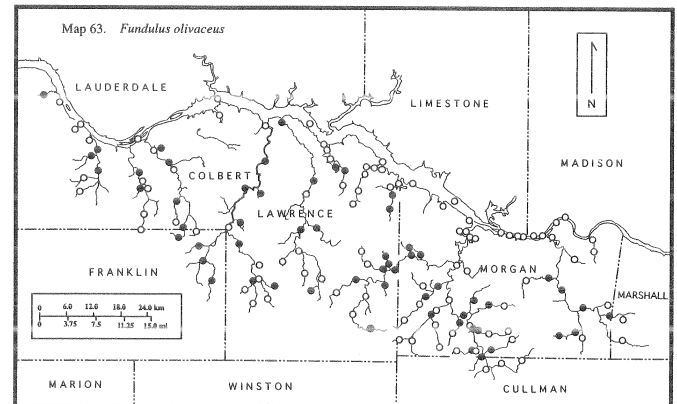 Map 63. Fundulus olivaceus
LAUDERDALE
LIMESTONE
N
MADISON
COLBERT
LAWRENCE
FRANKLIN
MORGAN
MARSHALL
0 6.0 12.0 18.0 24.0 km
0 3.75 7.5 11.25 15.0 mi
MARION
WINSTON
CULLMAN